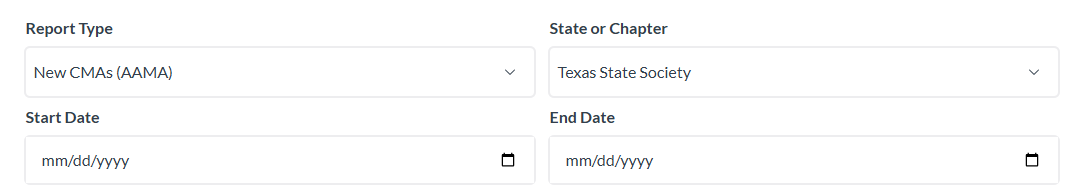 Report Type
State or Chapter
New CMAs (AAMA)
Texas State Society
Start Date
End Date
mm/dd/yyyy
mm/dd/yyyy